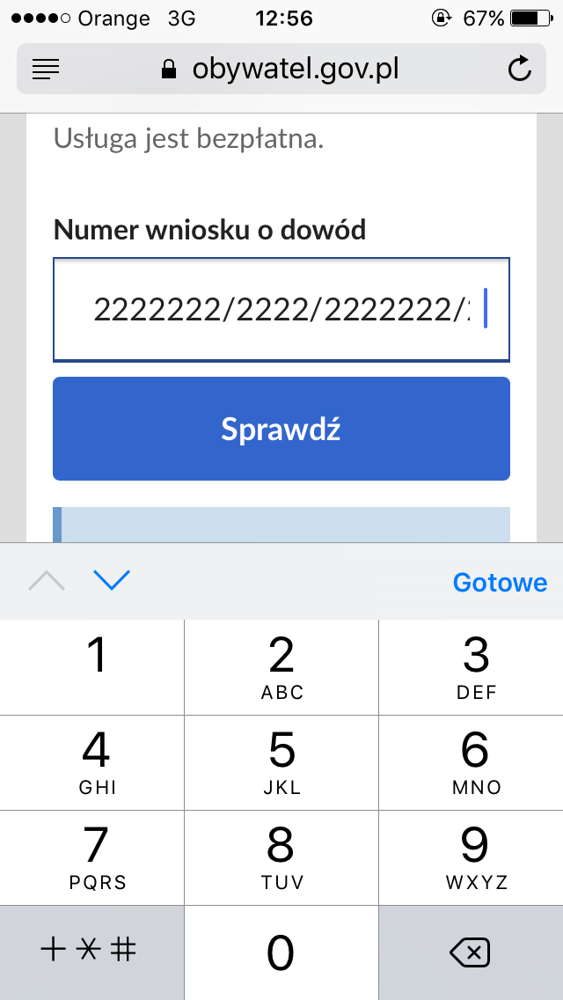 Orange 3G 12:56 67%
obywatel.gov.pl
Usługa jest bezpłatna.
Numer wniosku o dowód
2222222/2222/2222222/
Sprawdź
Gotowe
1 2 3
ABC DEF
4 5 6
GHI JKL MNO
7 8 9
PQRS TUV WXYZ
+ * # 0